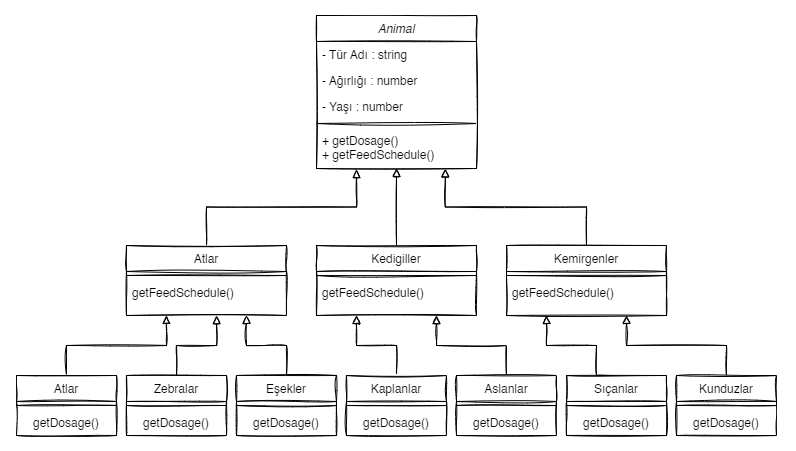 Animal
- Tür Adı : string
- Ağırlığı : number
- Yaşı : number
+ getDosage()
+ getFeedSchedule()
Atlar
getFeedSchedule()
Kedigiller
getFeedSchedule()
Kemirgenler
getFeedSchedule()
Atlar
getDosage()
Zebralar
getDosage()
Eşekler
getDosage()
Kaplanlar
getDosage()
Aslanlar
getDosage()
Sıçanlar
getDosage()
Kunduzlar
getDosage()